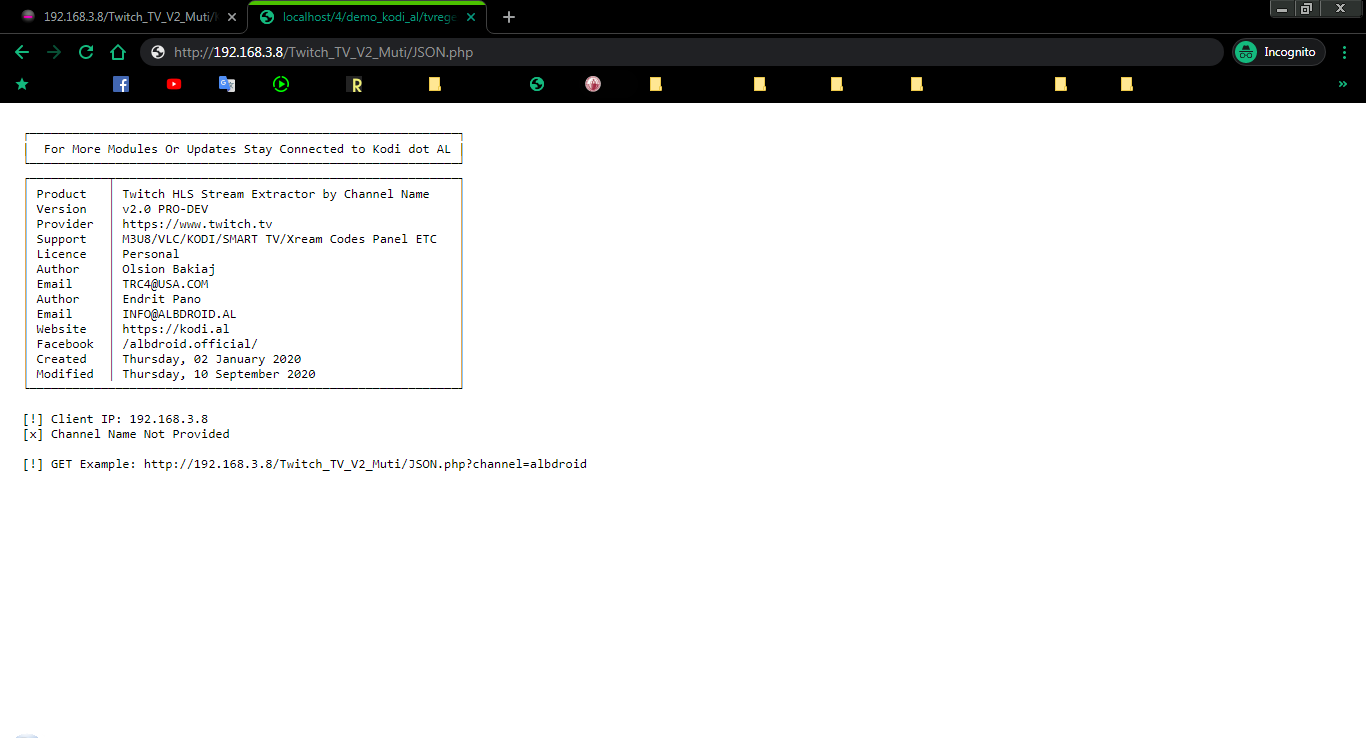 192.168.3.8/Twitch_TV_V2_Muti/
localhost/4/demo_kodi_al/tvrege
http://192.168.3.8/Twitch_TV_V2_Muti/JSON.php
Incognito
For More Modules Or Updates Stay Connected to Kodi dot AL
Product Twitch HLS Stream Extractor by Channel Name
Version v2.0 PRO-DEV
Provider https://www.twitch.tv
Support M3U8/VLC/KODI/SMART TV/Xream Codes Panel ETC
Licence Personal
Author Olsion Bakiaj
Email TRC4@USA.COM
Author Endrit Pano
Email INFO@ALBDROID.AL
Website https://kodi.al
Facebook /albdroid.official/
Created Thursday, 02 January 2020
Modified Thursday, 10 September 2020
[!] Client IP: 192.168.3.8
[x] Channel Name Not Provided
[!] GET Example: http://192.168.3.8/Twitch_TV_V2_Muti/JSON.php?channel=albdroid